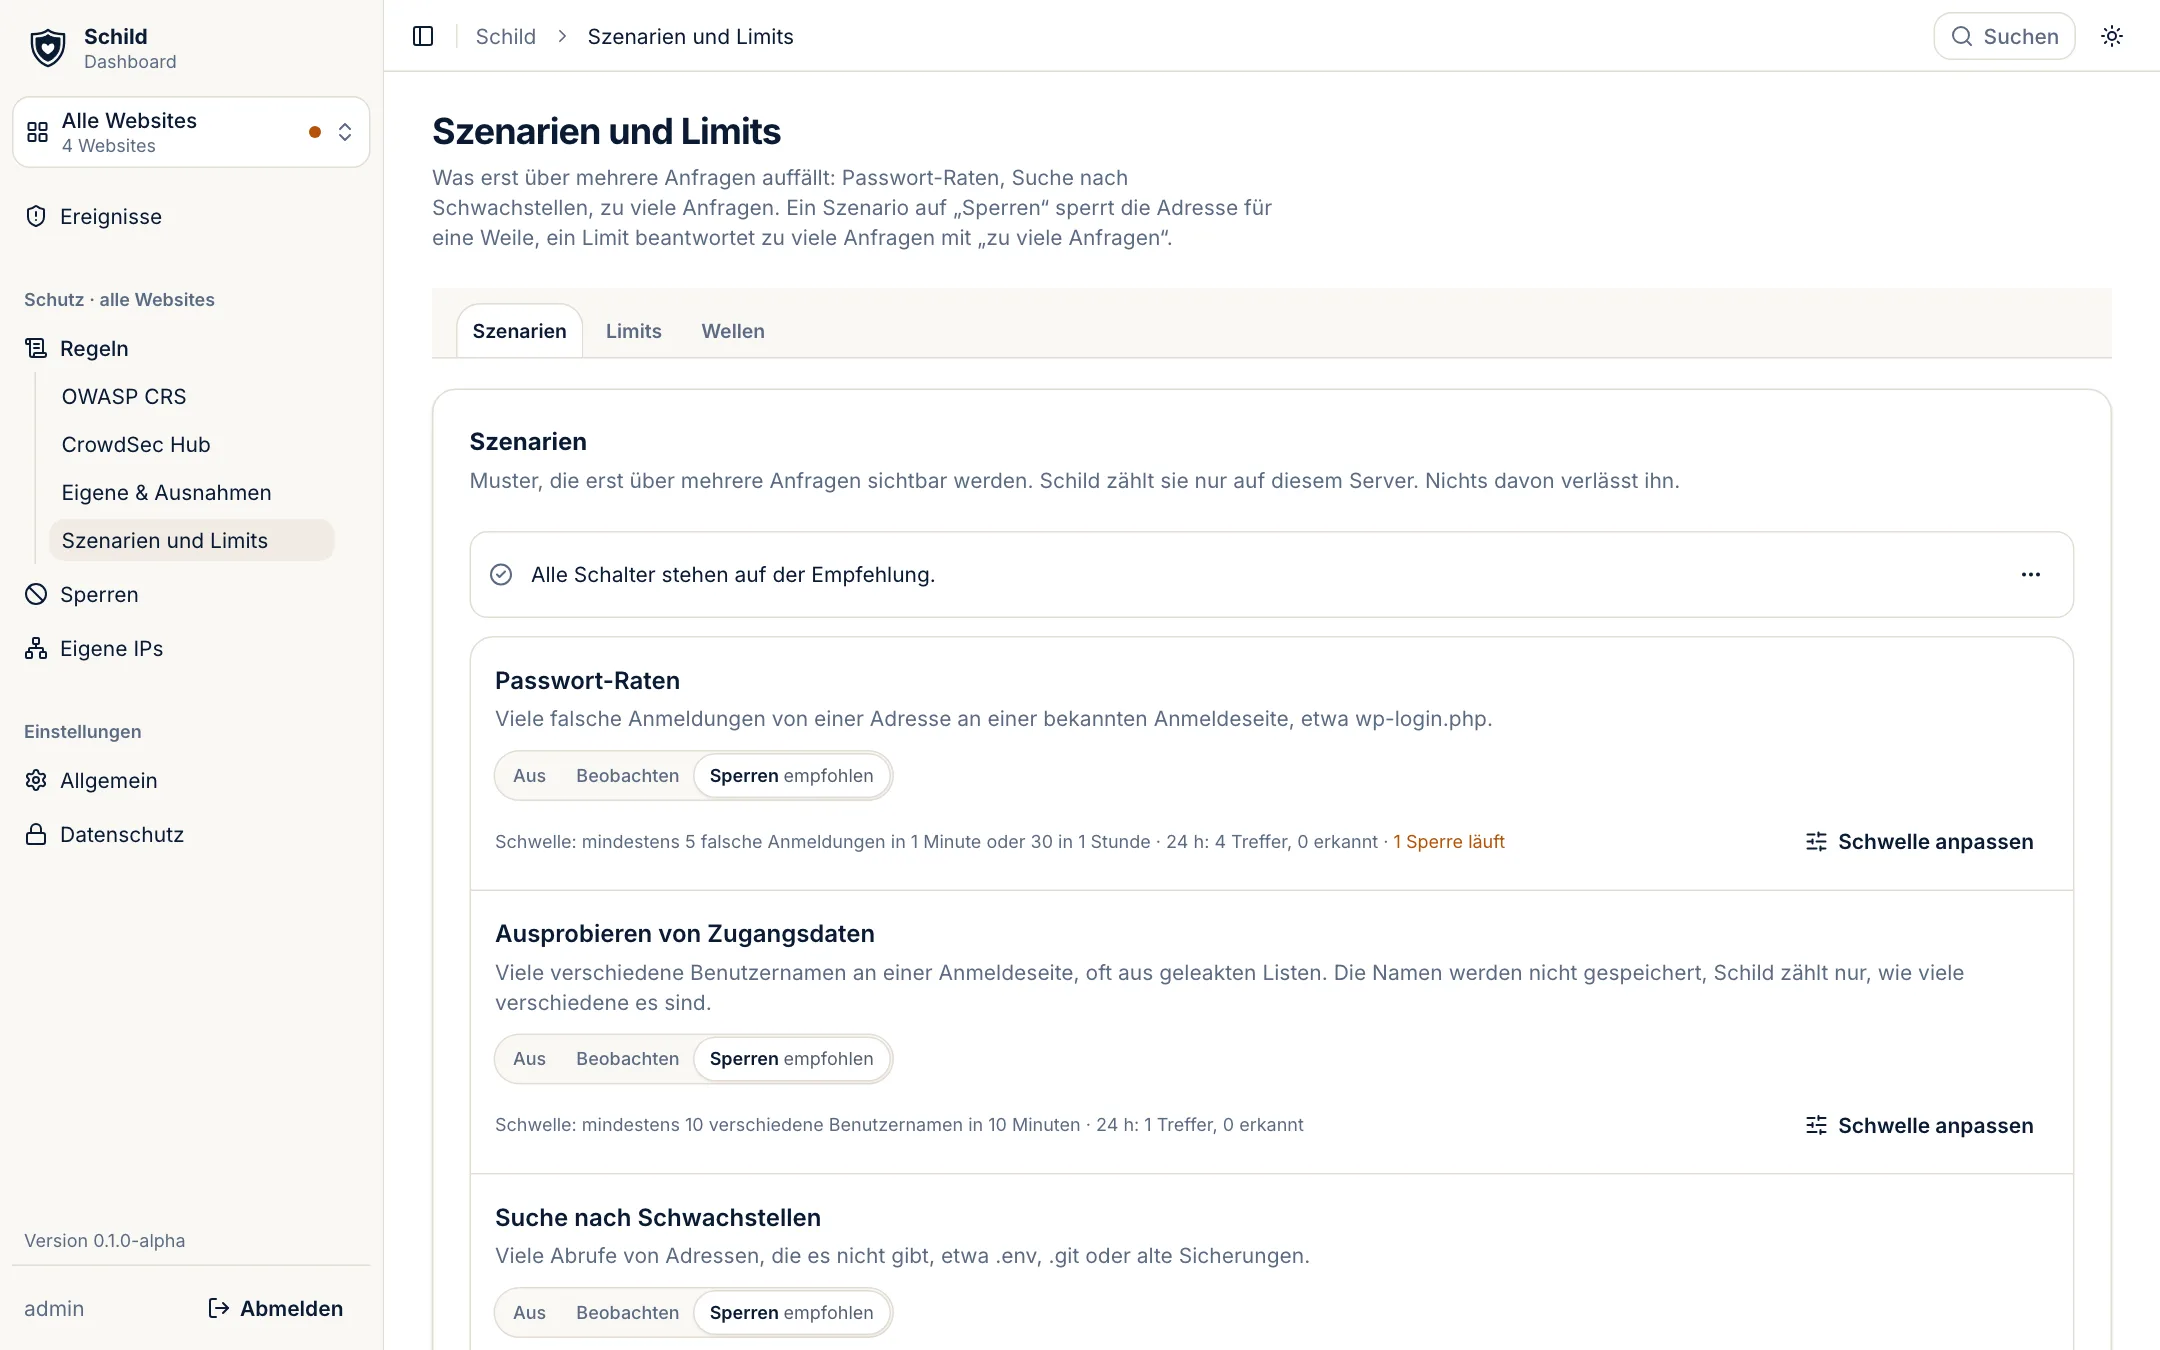 Schild
Dashboard
Alle Websites
4 Websites
Ereignisse
Schutz · alle Websites
Regeln
OWASP CRS
CrowdSec Hub
Eigene & Ausnahmen
Szenarien und Limits
Sperren
Eigene IPs
Einstellungen
Allgemein
Datenschutz
Version 0.1.0-alpha
admin
Abmelden
Schild
Szenarien und Limits
Suchen
Szenarien und Limits
Was erst über mehrere Anfragen auffällt: Passwort-Raten, Suche nach
Schwachstellen, zu viele Anfragen. Ein Szenario auf „Sperren“ sperrt die Adresse für
eine Weile, ein Limit beantwortet zu viele Anfragen mit „zu viele Anfragen“.
Szenarien
Limits
Wellen
Szenarien
Muster, die erst über mehrere Anfragen sichtbar werden. Schild zählt sie nur auf diesem Server. Nichts davon verlässt ihn.
Alle Schalter stehen auf der Empfehlung.
Passwort-Raten
Viele falsche Anmeldungen von einer Adresse an einer bekannten Anmeldeseite, etwa wp-login.php.
Aus Beobachten Sperren empfohlen
Schwelle: mindestens 5 falsche Anmeldungen in 1 Minute oder 30 in 1 Stunde · 24 h: 4 Treffer, 0 erkannt · 1 Sperre läuft
Schwelle anpassen
Ausprobieren von Zugangsdaten
Viele verschiedene Benutzernamen an einer Anmeldeseite, oft aus geleakten Listen. Die Namen werden nicht gespeichert, Schild zählt nur, wie viele
verschiedene es sind.
Aus Beobachten Sperren empfohlen
Schwelle: mindestens 10 verschiedene Benutzernamen in 10 Minuten · 24 h: 1 Treffer, 0 erkannt
Schwelle anpassen
Suche nach Schwachstellen
Viele Abrufe von Adressen, die es nicht gibt, etwa .env, .git oder alte Sicherungen.
Aus Beobachten Sperren empfohlen